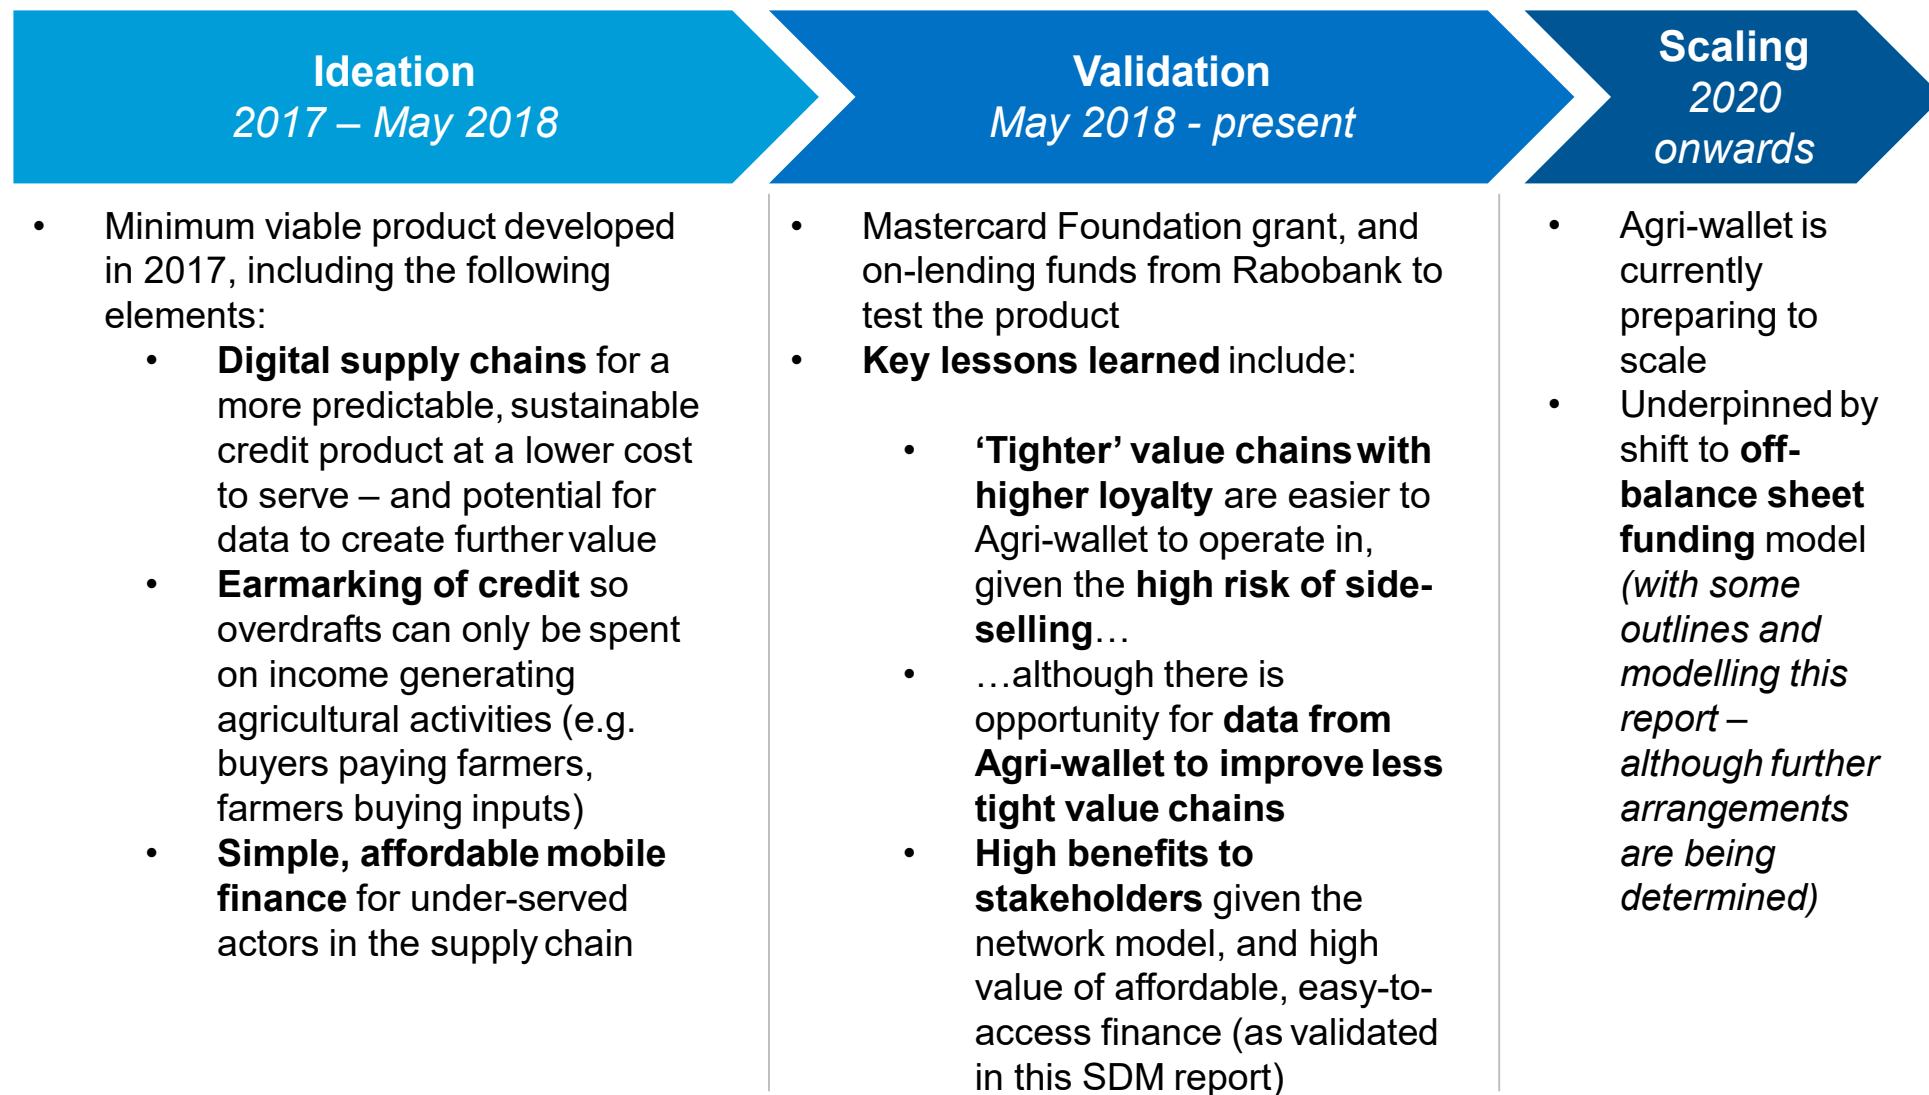 Ideation
2017 – May 2018
• Minimum viable product developed
in 2017, including the following
elements:
• Digital supply chains for a
more predictable, sustainable
credit product at a lower cost
to serve – and potential for
data to create further value
• Earmarking of credit so
overdrafts can only be spent
on income generating
agricultural activities (e.g.
buyers paying farmers,
farmers buying inputs)
• Simple, affordable mobile
finance for under-served
actors in the supply chain
Validation
May 2018 - present
• Mastercard Foundation grant, and
on-lending funds from Rabobank to
test the product
• Key lessons learned include:
• ‘Tighter’ value chains with
higher loyalty are easier to
Agri-wallet to operate in,
given the high risk of side-
selling…
• …although there is
opportunity for data from
Agri-wallet to improve less
tight value chains
• High benefits to
stakeholders given the
network model, and high
value of affordable, easy-to-
access finance (as validated
in this SDM report)
Scaling
2020
onwards
• Agri-wallet is
currently
preparing to
scale
• Underpinned by
shift to off-
balance sheet
funding model
(with some
outlines and
modelling this
report –
although further
arrangements
are being
determined)